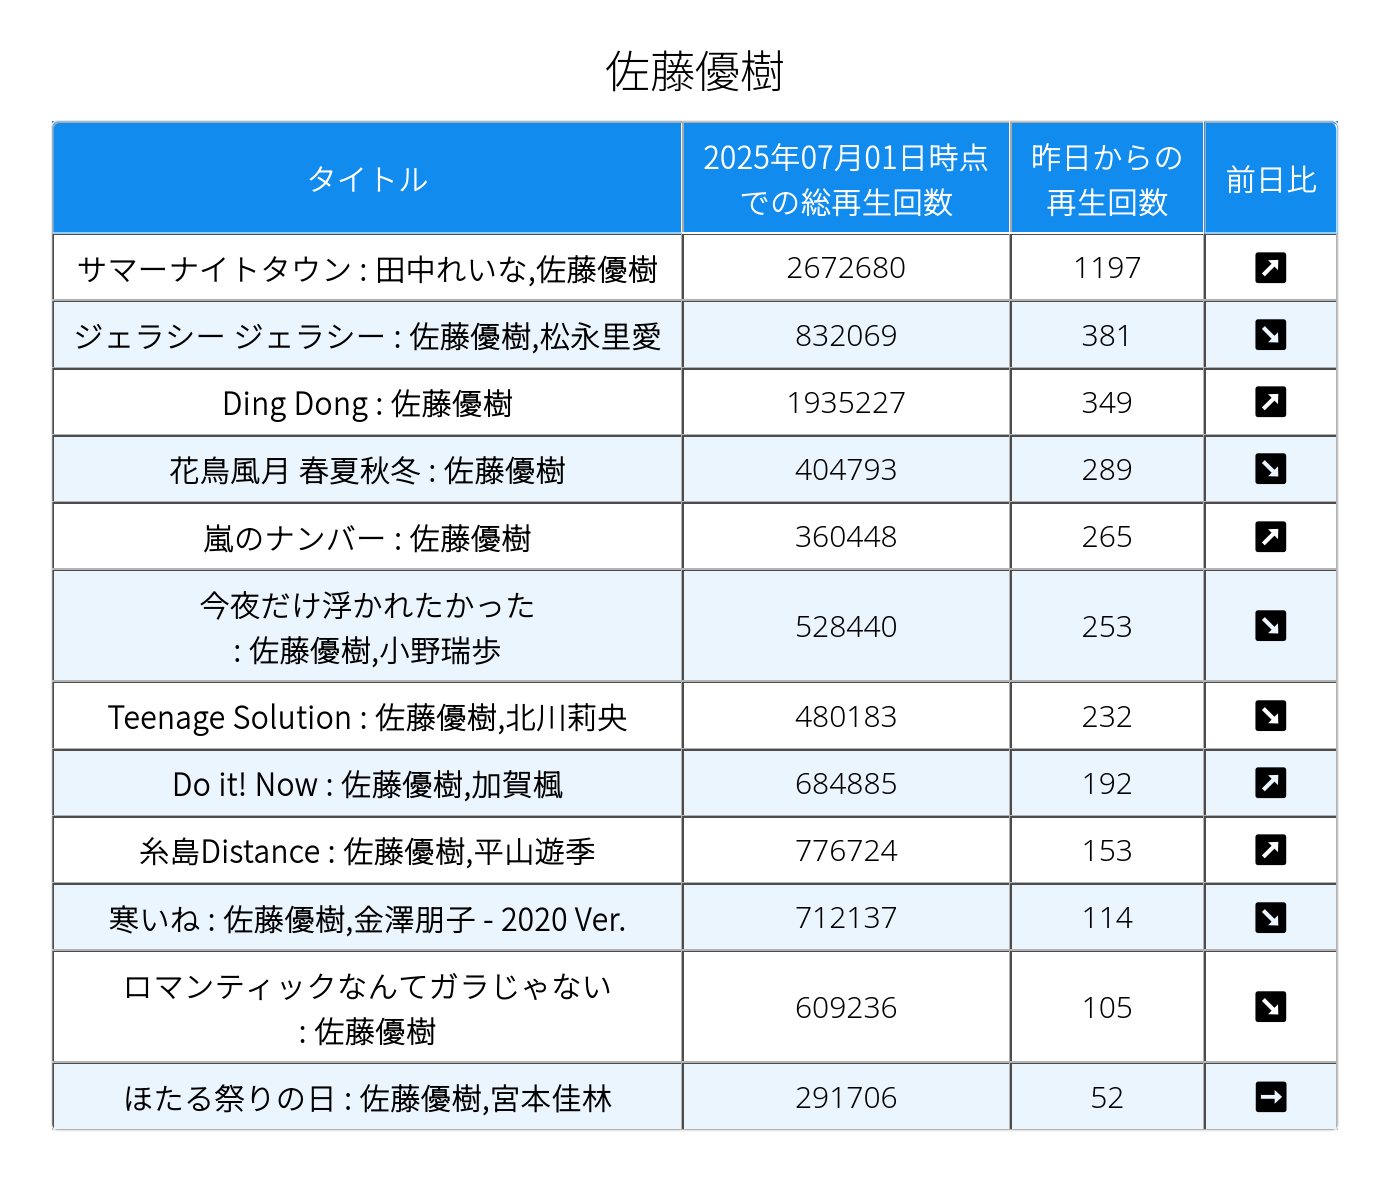 佐藤優樹
タイトル
2025年07月01日時点
での総再生回数
昨日からの
再生回数
前日比
サマーナイトタウン : 田中れいな,佐藤優樹 2672680 1197 ↗
ジェラシー ジェラシー : 佐藤優樹,松永里愛 832069 381 ↘
Ding Dong : 佐藤優樹 1935227 349 ↗
花鳥風月 春夏秋冬 : 佐藤優樹 404793 289 ↘
嵐のナンバー : 佐藤優樹 360448 265 ↗
今夜だけ浮かれたかった
: 佐藤優樹,小野瑞歩 528440 253 ↘
Teenage Solution : 佐藤優樹,北川莉央 480183 232 ↘
Do it! Now : 佐藤優樹,加賀楓 684885 192 ↗
糸島Distance : 佐藤優樹,平山遊季 776724 153 ↗
寒いね : 佐藤優樹,金澤朋子 - 2020 Ver. 712137 114 ↘
ロマンティックなんてガラじゃない
: 佐藤優樹 609236 105 ↘
ほたる祭りの日 : 佐藤優樹,宮本佳林 291706 52 →